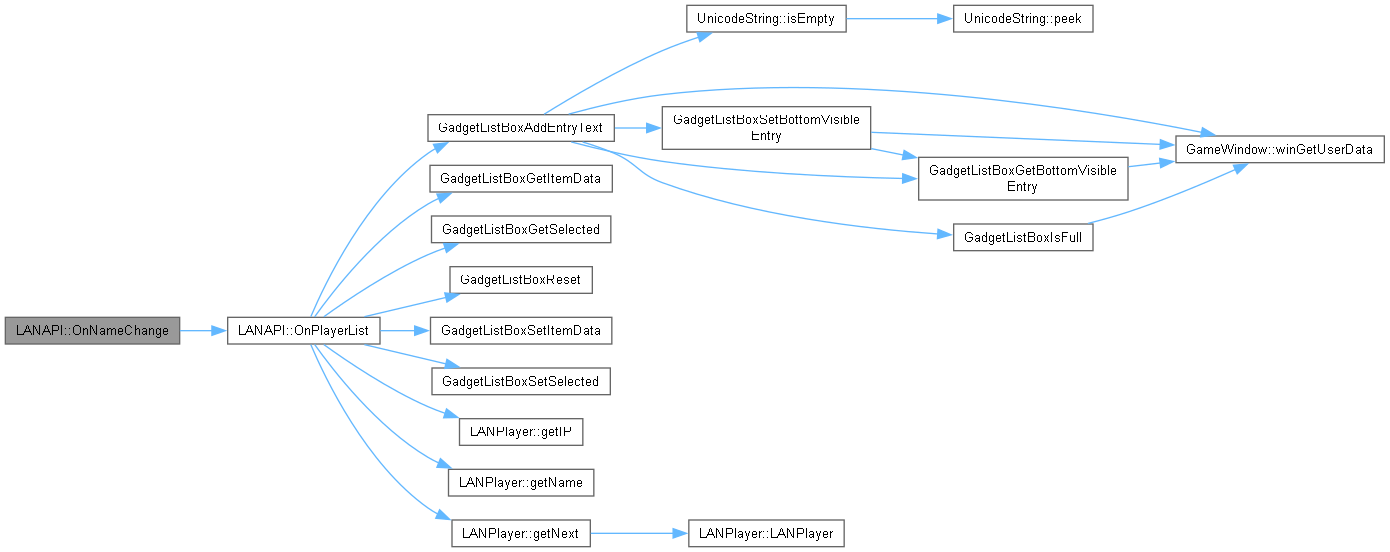 UnicodeString::isEmpty
UnicodeString::peek
GadgetListBoxAddEntryText
GadgetListBoxSetBottomVisible
Entry
GameWindow::winGetUserData
GadgetListBoxGetBottomVisible
Entry
GadgetListBoxGetItemData
GadgetListBoxGetSelected
GadgetListBoxIsFull
GadgetListBoxReset
LANAPI::OnNameChange
LANAPI::OnPlayerList
GadgetListBoxSetItemData
GadgetListBoxSetSelected
LANPlayer::getIP
LANPlayer::getName
LANPlayer::getNext
LANPlayer::LANPlayer